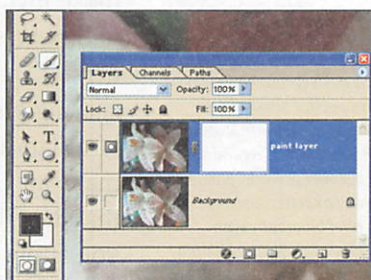 Layers Channels Paths
Normal Opacity: 100%
Lock: Fill: 100%
paint layer
Background